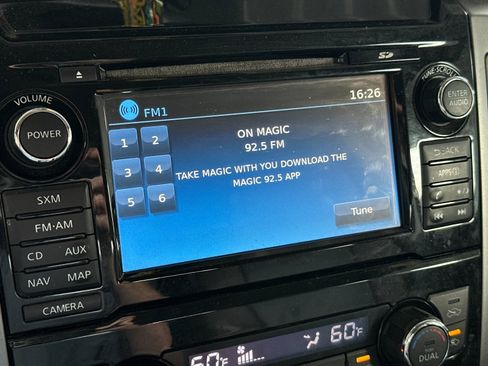 SD
VOLUME
POWER
TUNE•SCROLL
ENTER
AUDIO
FM1
16:26
1 2
3 4
5 6
ON MAGIC
92.5 FM
TAKE MAGIC WITH YOU DOWNLOAD THE
MAGIC 92.5 APP
Tune
BACK
APPS
SXM
FM•AM
CD AUX
NAV MAP
CAMERA
60°F
60°F
DUAL